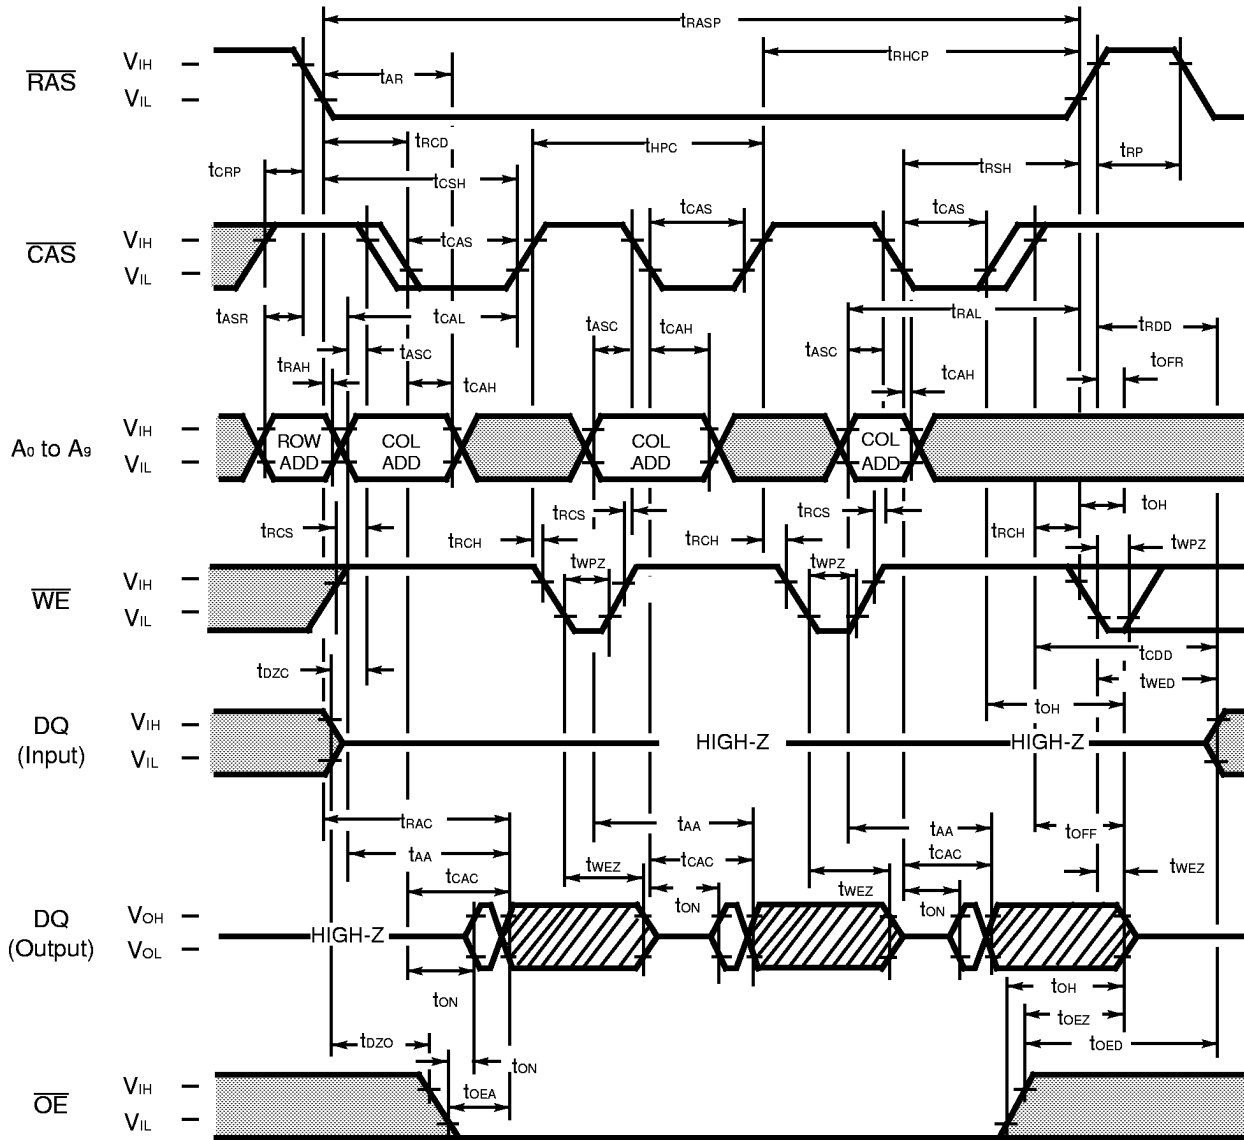 tRASP
tRHCP
RAS
VIH
VIL
tAR
tRCD
tHPC
tCRP
tCSH
tRSH
tRP
CAS
VIH
VIL
tCAS
tCAS
tCAS
tASR
tCAL
tASC
tCAH
tRAL
tRDD
tRAH
tASC
tASC
tOFR
tCAH
tCAH
A0 to A9
VIH
VIL
ROW ADD
COL ADD
COL ADD
COL ADD
tRCS
tRCS
tRCS
tOH
tRCH
tRCH
tRCH
tWPZ
tWPZ
tWPZ
WE
VIH
VIL
tCDD
tDZC
tWED
tOH
DQ
(Input)
VIH
VIL
HIGH-Z
HIGH-Z
tRAC
tAA
tAA
tOFF
tAA
tCAC
tCAC
tCAC
tWEZ
tWEZ
tWEZ
tON
tON
DQ
(Output)
VOH
VOL
HIGH-Z
tON
tOH
tOEZ
tDZO
tOED
tON
tOEA
OE
VIH
VIL